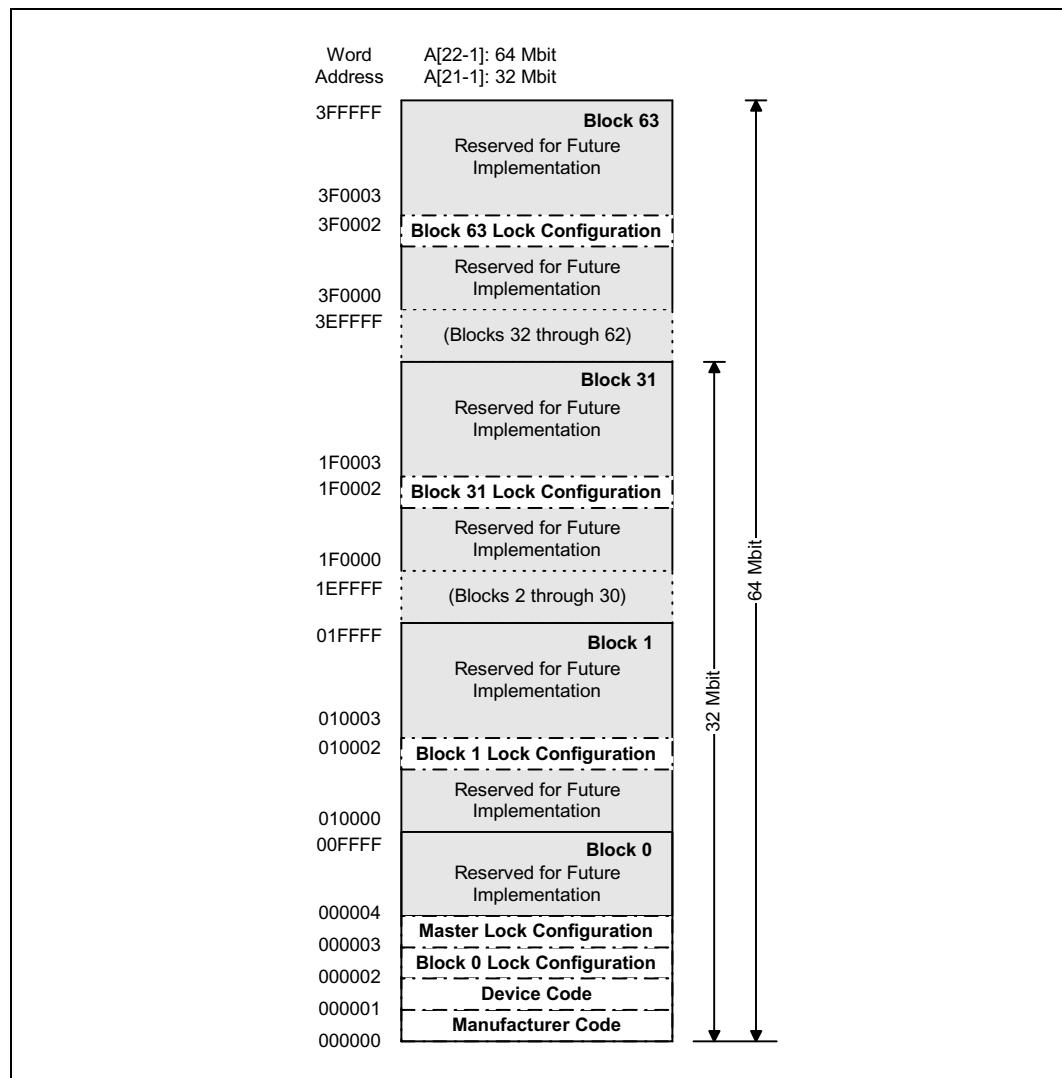 Word Address
A[22-1]: 64 Mbit
A[21-1]: 32 Mbit
3FFFFF
Block 63
Reserved for Future
Implementation
3F0003
3F0002
Block 63 Lock Configuration
Reserved for Future
Implementation
3F0000
3EFFFF
(Blocks 32 through 62)
Block 31
Reserved for Future
Implementation
1F0003
1F0002
Block 31 Lock Configuration
Reserved for Future
Implementation
1F0000
1EFFFF
(Blocks 2 through 30)
01FFFF
Block 1
Reserved for Future
Implementation
010003
010002
Block 1 Lock Configuration
Reserved for Future
Implementation
010000
00FFFF
Block 0
Reserved for Future
Implementation
000004
Master Lock Configuration
000003
Block 0 Lock Configuration
000002
Device Code
000001
Manufacturer Code
000000
32 Mbit
64 Mbit